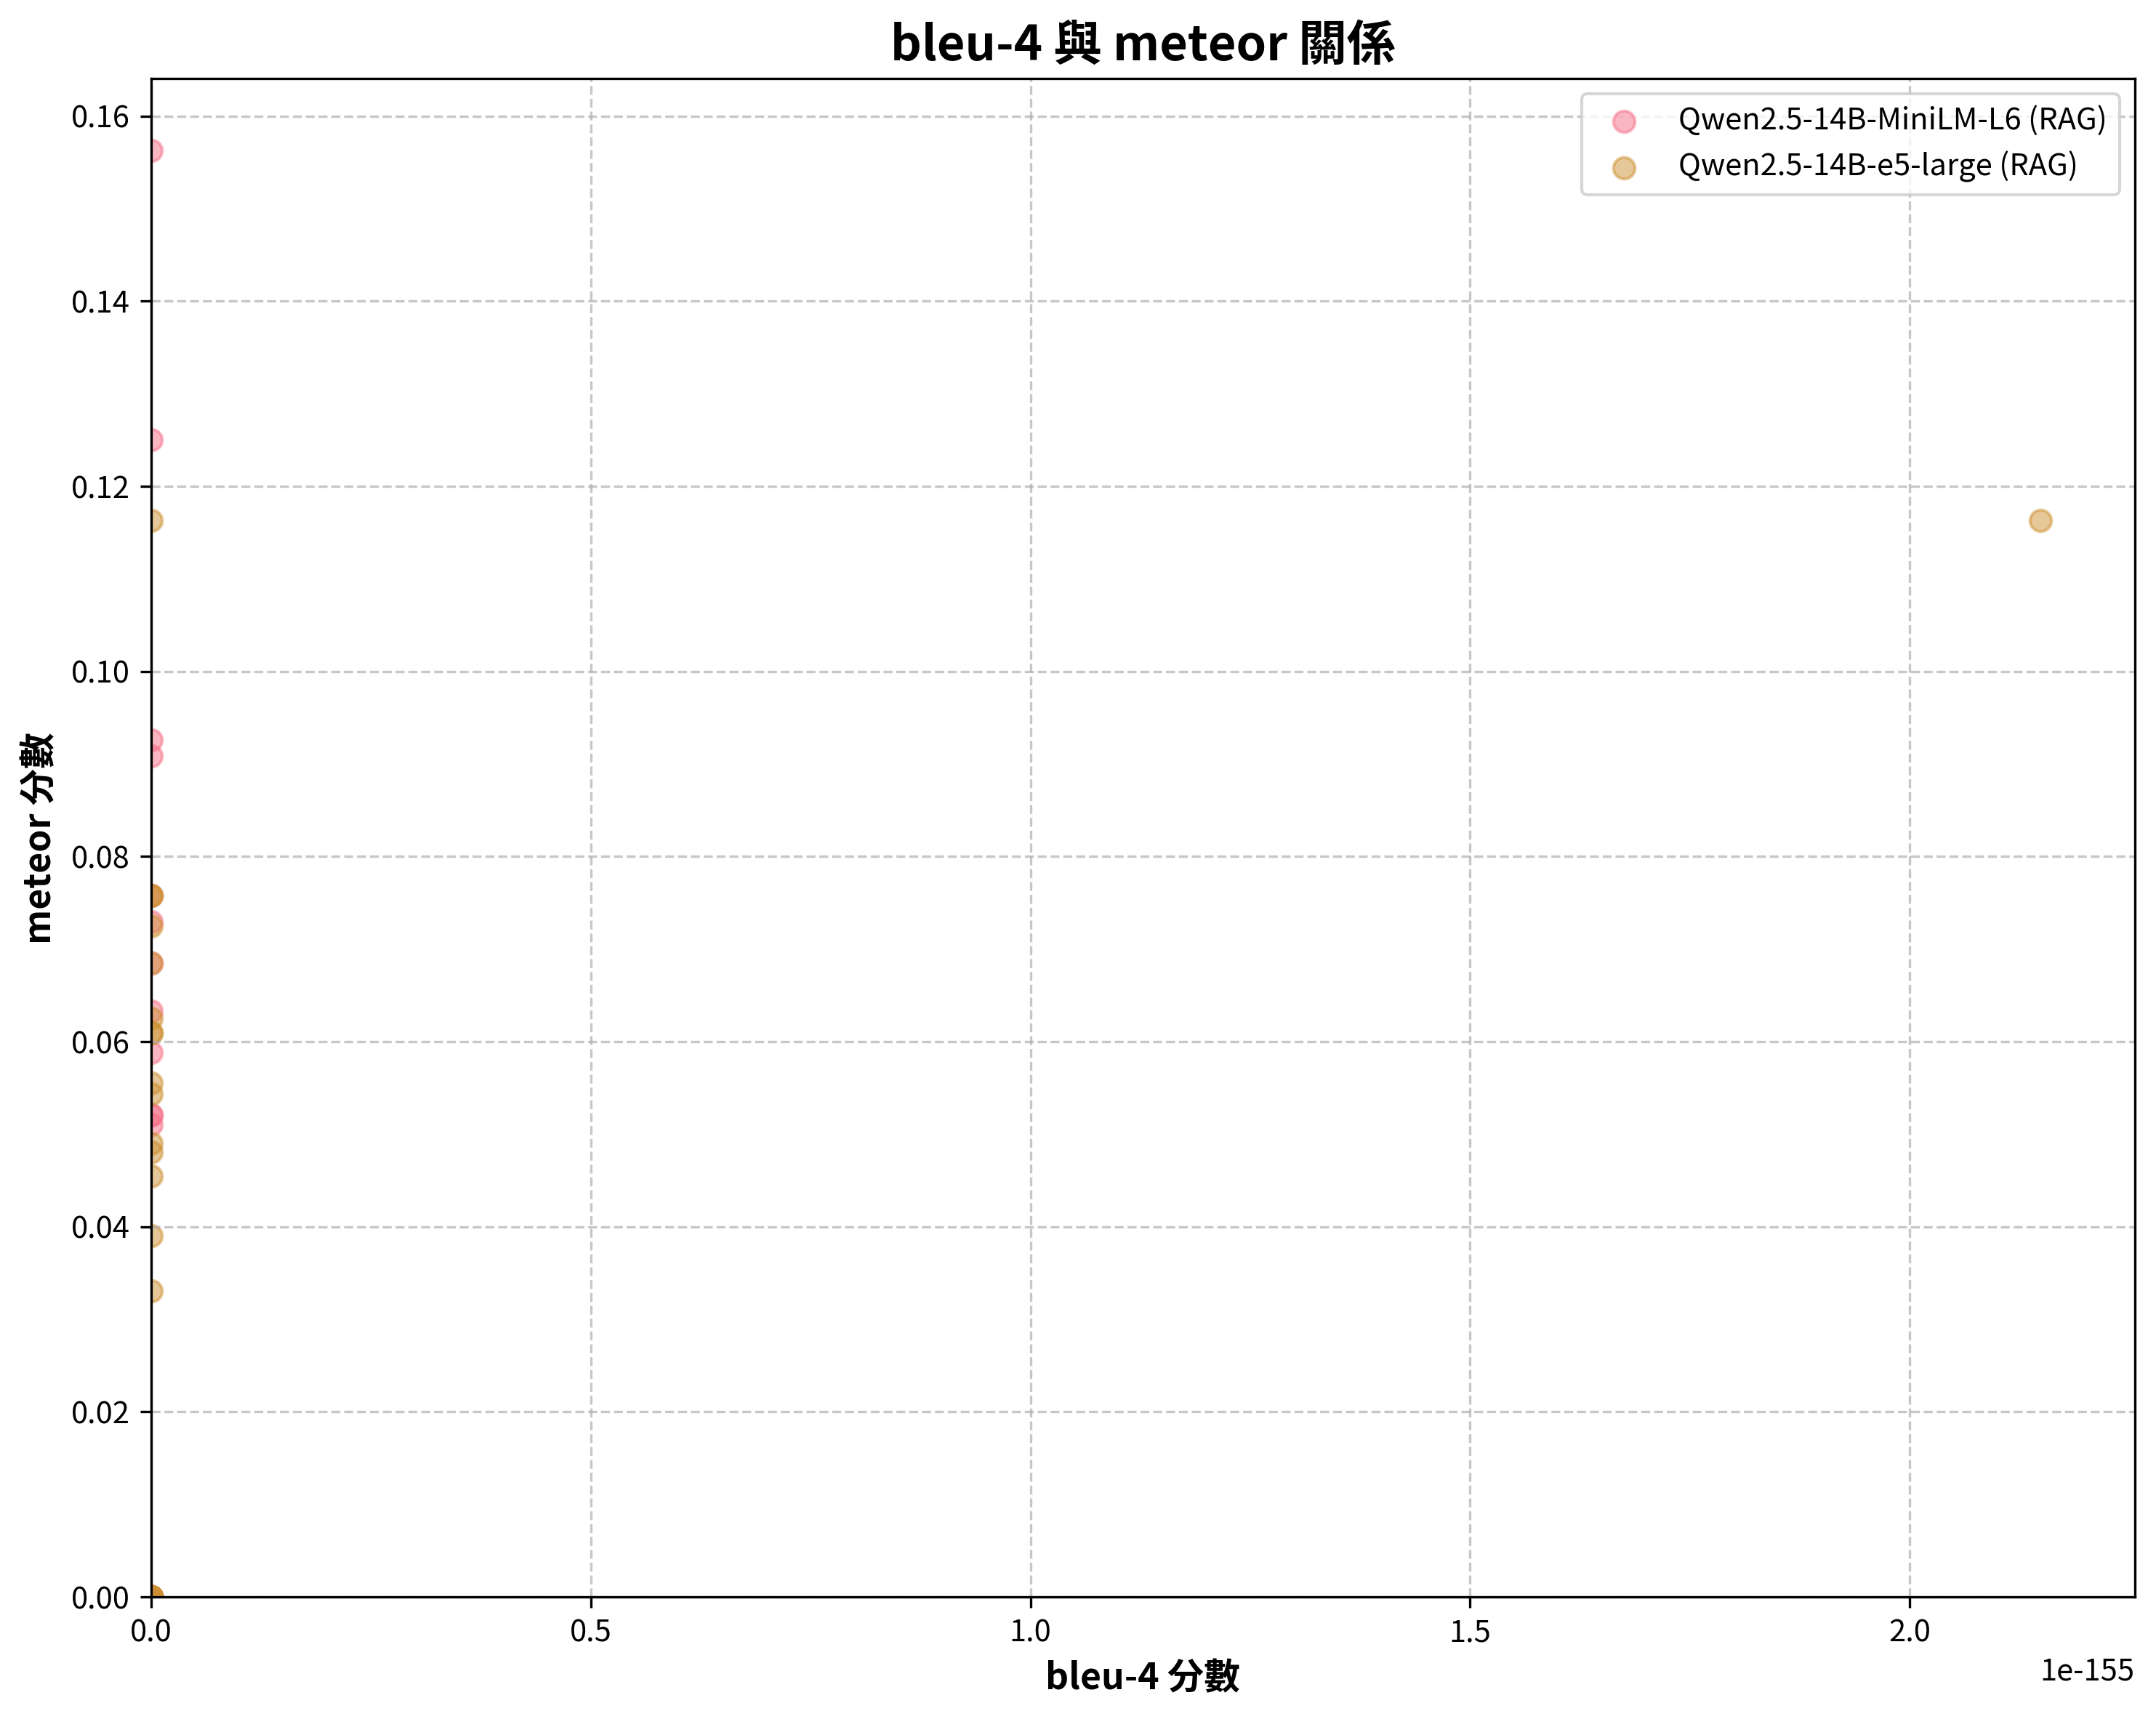 bleu-4 與 meteor 關係
Qwen2.5-14B-MiniLM-L6 (RAG)
Qwen2.5-14B-e5-large (RAG)
meteor 分數
0.16
0.14
0.12
0.10
0.08
0.06
0.04
0.02
0.00
0.0 0.5 1.0 1.5 2.0
1e-155
bleu-4 分數